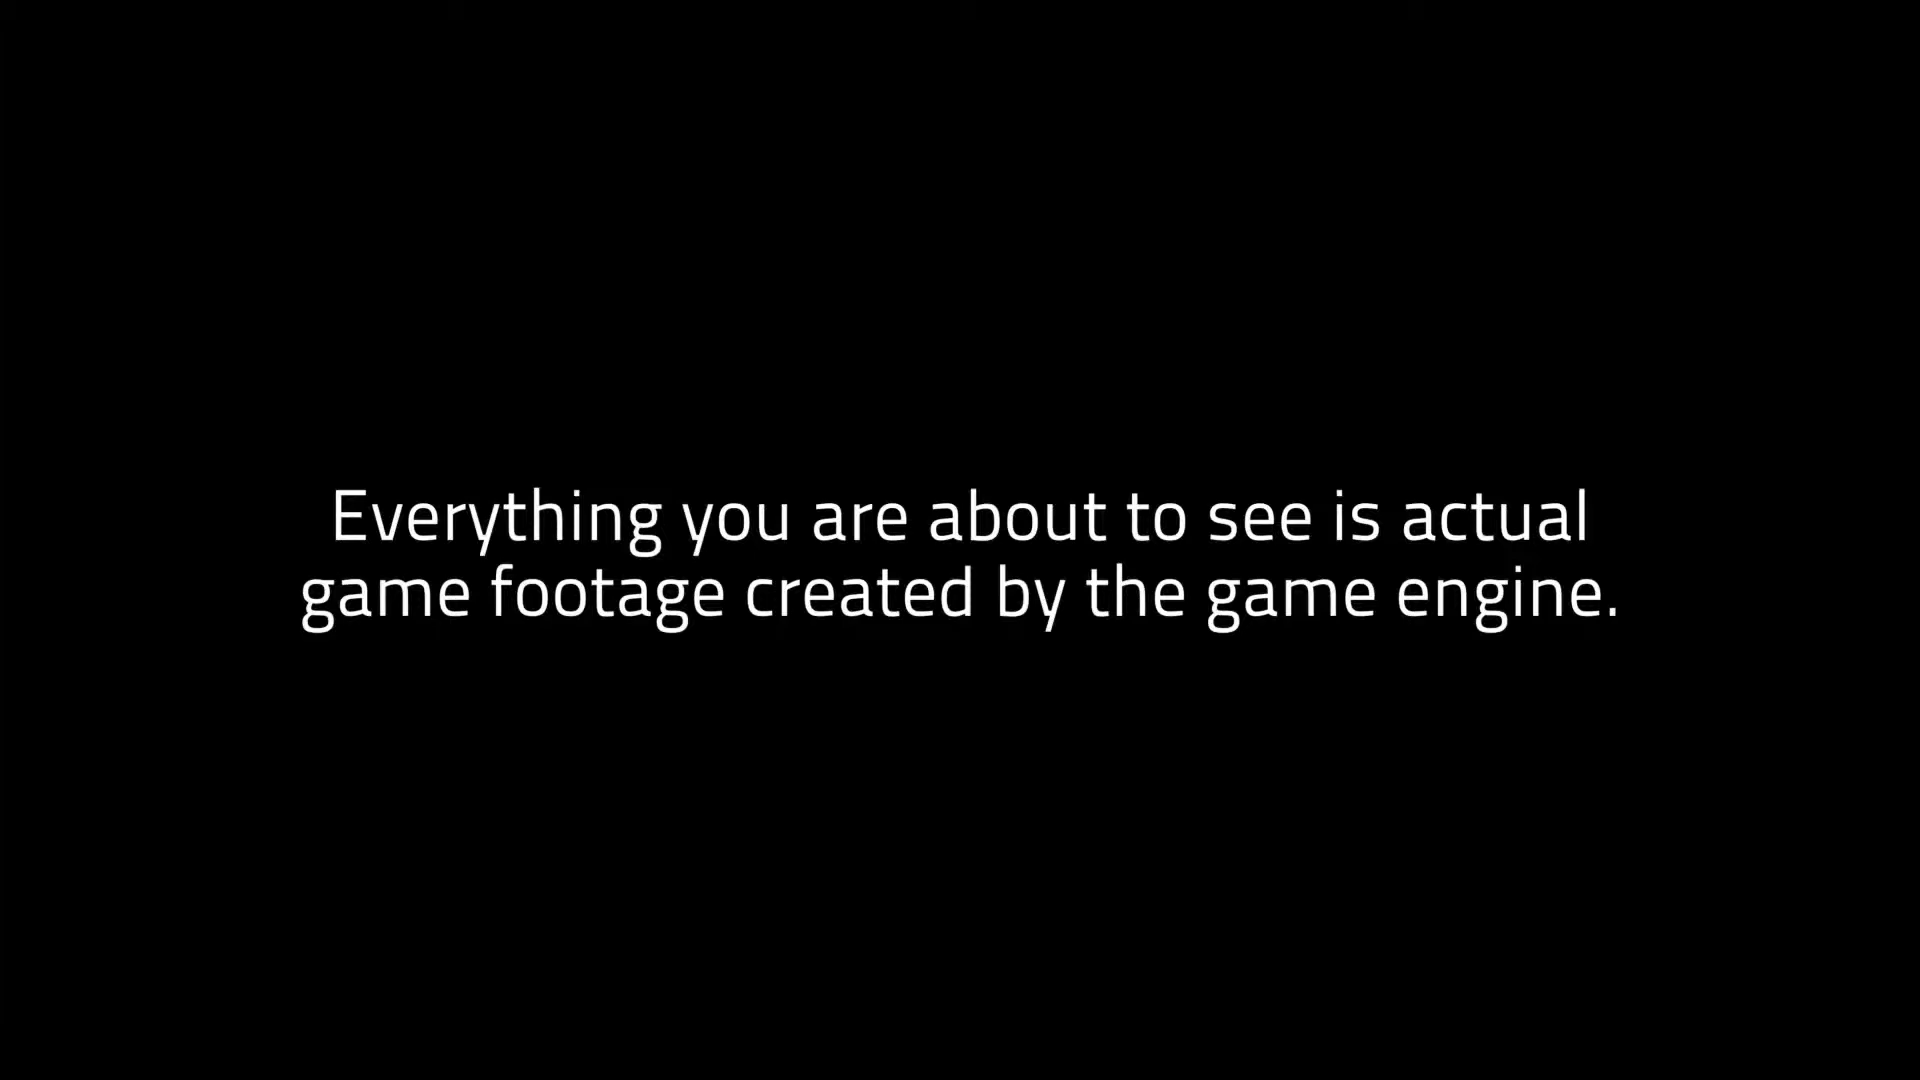 Everything you are about to see is actual
game footage created by the game engine.